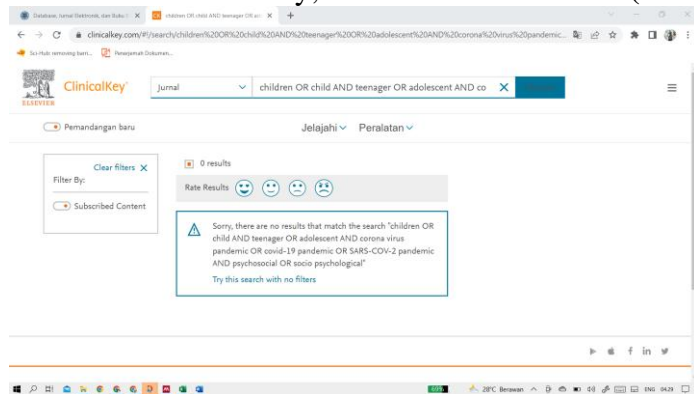 Database, Jurnal Elektronik, dan Buku
children OR child AND teenager OR
clinicalkey.com/#!/search/children%20OR%20child%20AND%20teenager%20OR%20adolescent%20AND%20corona%20virus%20pandemic...
Sci-Hub: removing barri...
Penerjemah Dokumen...
ELSEVIER
ClinicalKey
Jurnal
children OR child AND teenager OR adolescent AND co
Pemandangan baru
Jelajahi
Peralatan
Clear filters X
Filter By:
Subscribed Content
0 results
Rate Results
Sorry, there are no results that match the search "children OR
child AND teenager OR adolescent AND corona virus
pandemic OR covid-19 pandemic OR SARS-COV-2 pandemic
AND psychosocial OR socio psychological"
Try this search with no filters
69%
28°C Berawan
ENG
04.29